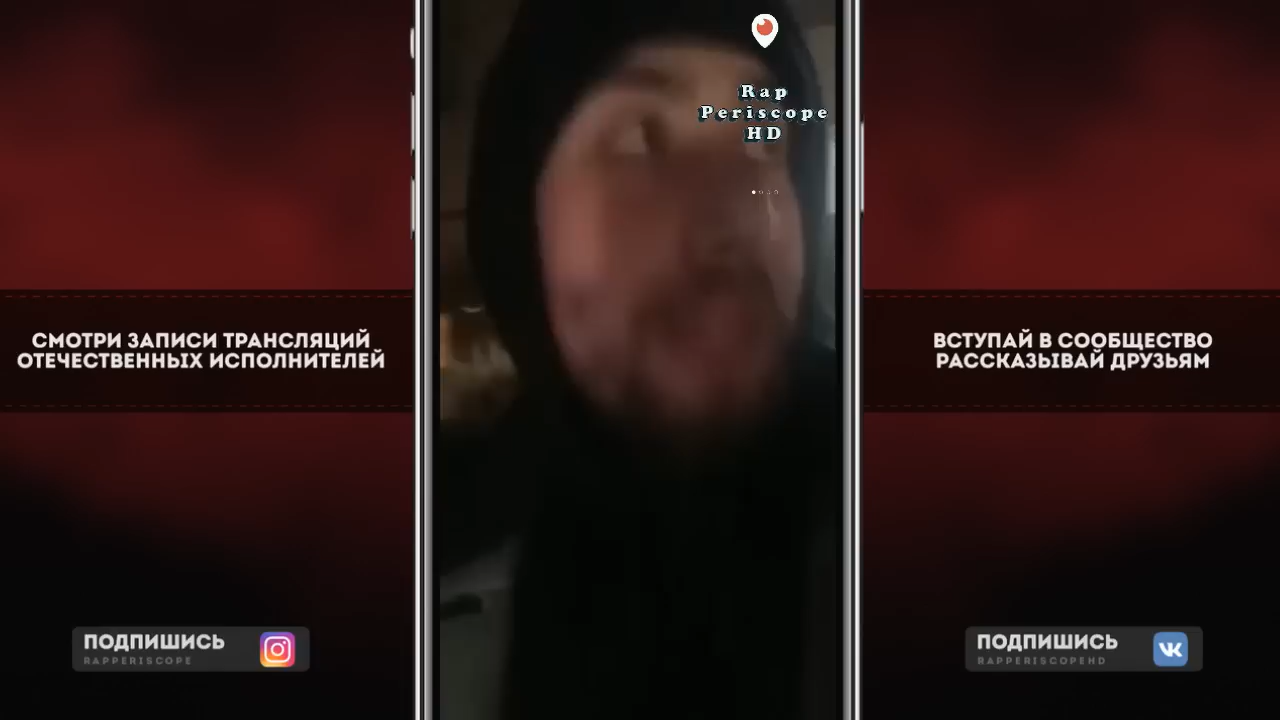 Rap
Periscope
HD
СМОТРИ ЗАПИСИ ТРАНСЛЯЦИЙ
ОТЕЧЕСТВЕННЫХ ИСПОЛНИТЕЛЕЙ
ВСТУПАЙ В СООБЩЕСТВО
РАССКАЗЫВАЙ ДРУЗЬЯМ
ПОДПИШИСЬ
RAPPERISCOPE
ПОДПИШИСЬ
RAPPERISCOPEHD